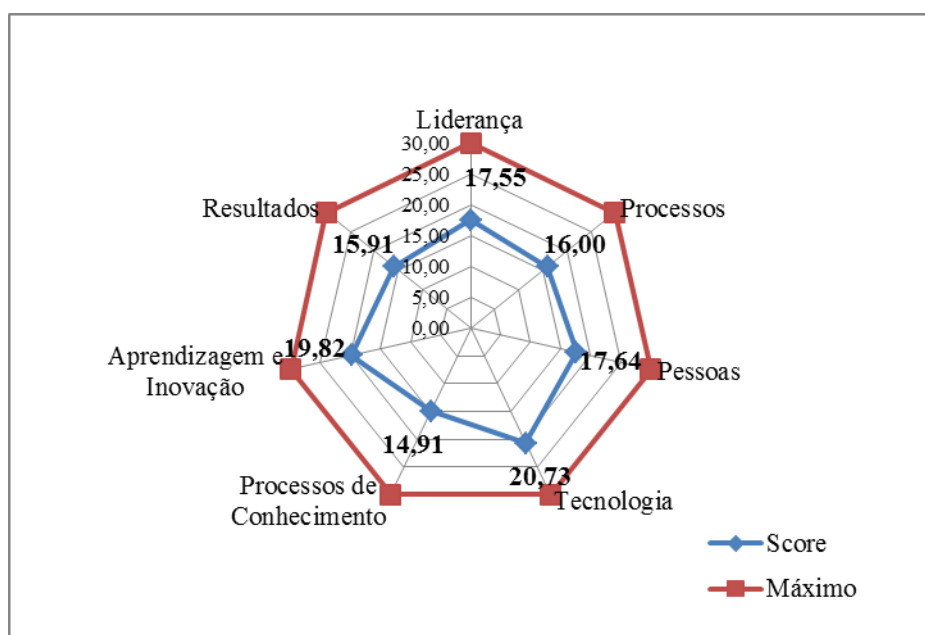 Liderança
30,00
25,00
17,55
20,00
15,00
10,00
5,00
0,00
Processos
16,00
Pessoas
17,64
Tecnologia
20,73
Processos de
Conhecimento
14,91
Aprendizagem e
Inovação
19,82
Resultados
15,91
Score
Máximo